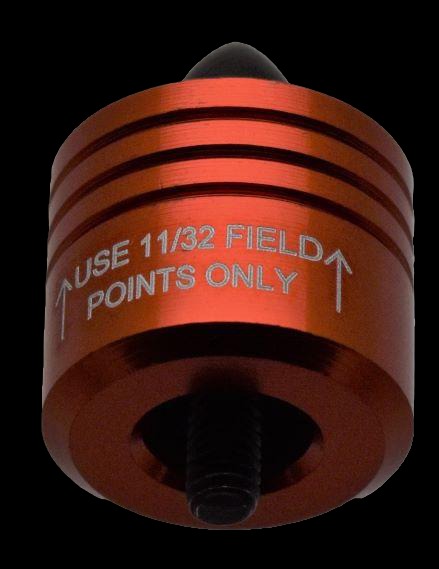 USE 11/32 FIELD
POINTS ONLY